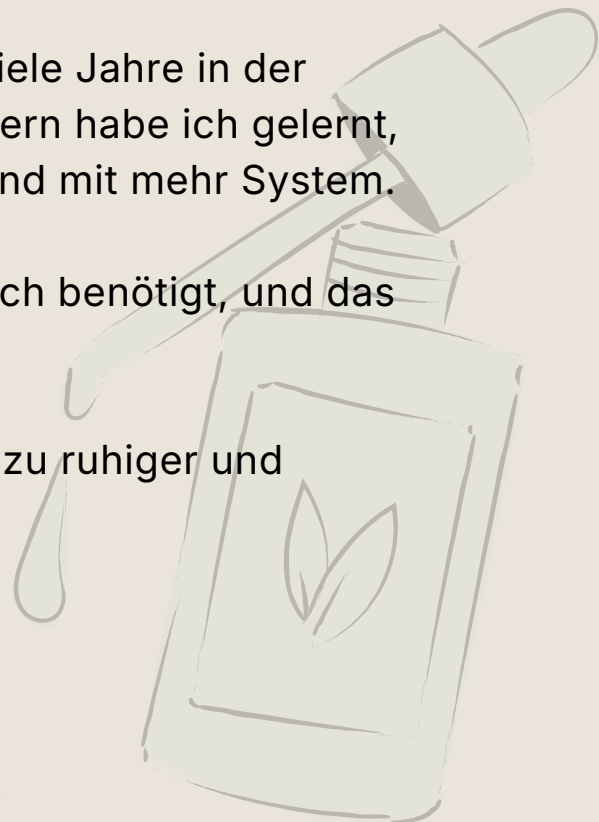 iele Jahre in der
ern habe ich gelernt,
nd mit mehr System.
ch benötigt, und das
zu ruhiger und